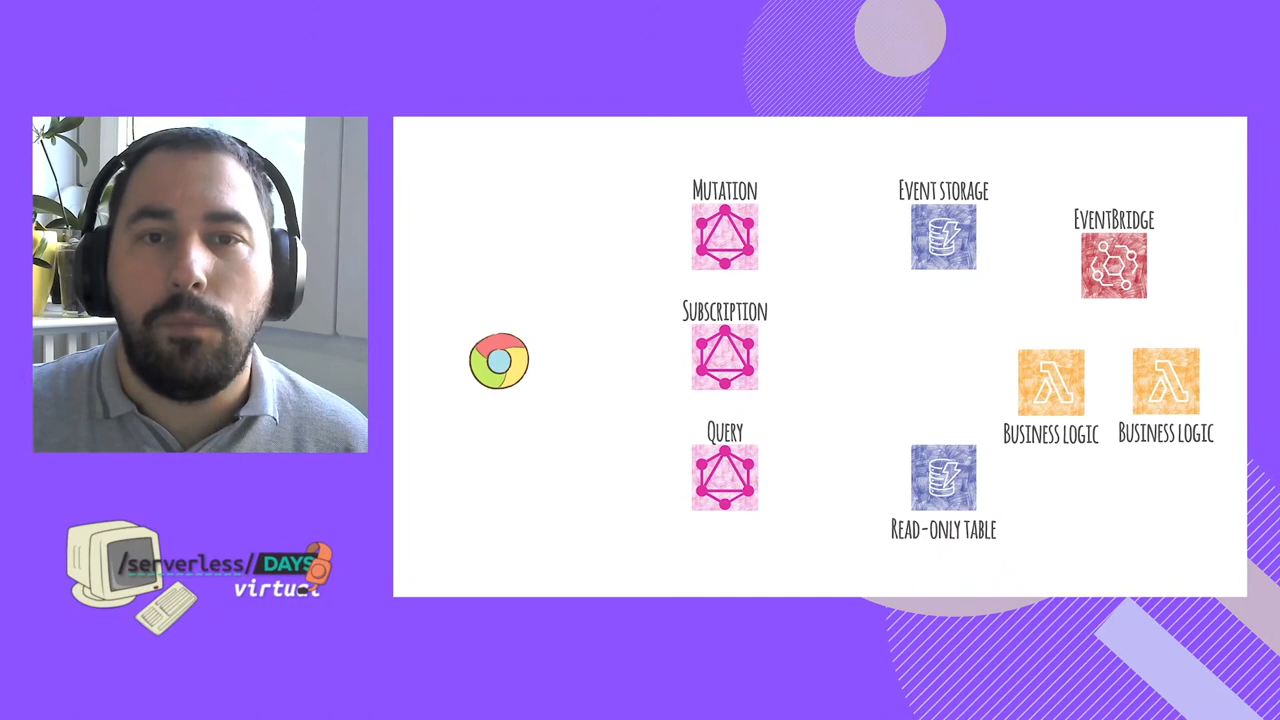 Mutation
Event storage
EventBridge
Subscription
Business logic
Business logic
Query
Read-only table
/serverless/DAYS
virtual